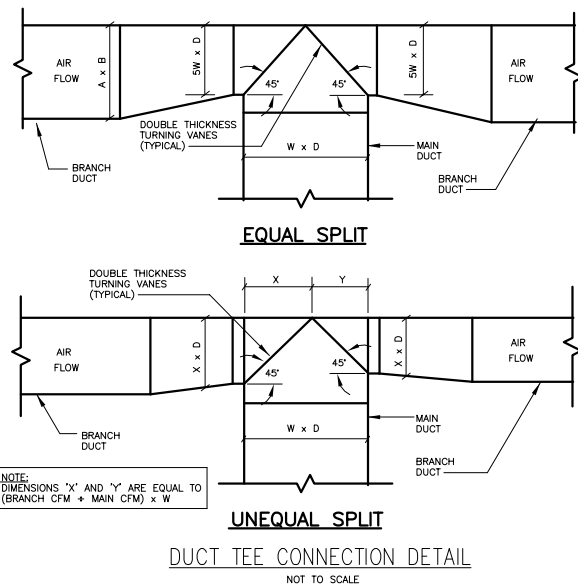 A x B
5W x D
5W x D
AIR
FLOW
AIR
FLOW
45°
45°
45°
45°
DOUBLE THICKNESS
TURNING VANES
(TYPICAL)
W x D
MAIN
DUCT
BRANCH
DUCT
BRANCH
DUCT
EQUAL SPLIT
DOUBLE THICKNESS
TURNING VANES
(TYPICAL)
X
Y
X x D
X x D
AIR
FLOW
AIR
FLOW
45°
45°
W x D
MAIN
DUCT
BRANCH
DUCT
BRANCH
DUCT
NOTE:
DIMENSIONS 'X' AND 'Y' ARE EQUAL TO
(BRANCH CFM ÷ MAIN CFM) x W
UNEQUAL SPLIT
DUCT TEE CONNECTION DETAIL
NOT TO SCALE